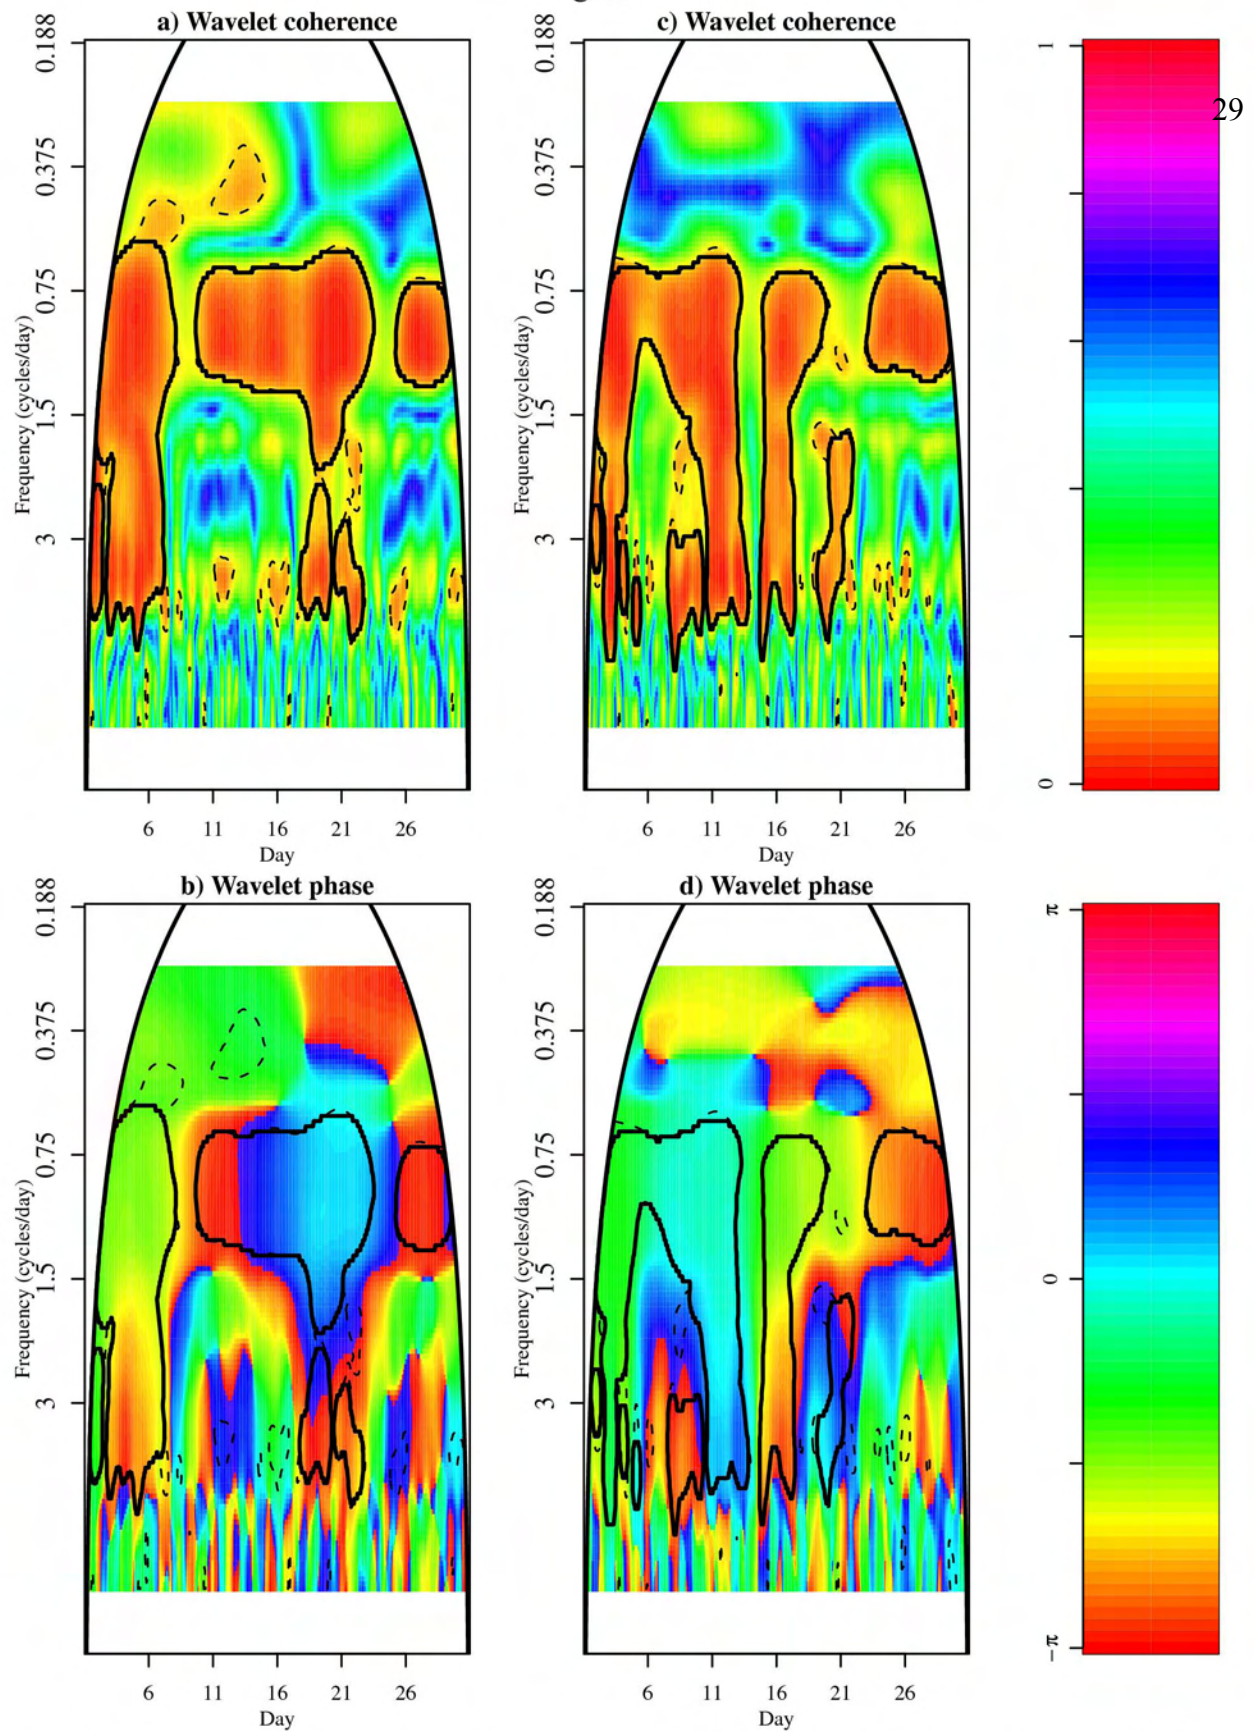 a) Wavelet coherence
Frequency (cycles/day)
0.188
0.375
0.75
1.5
3
6 11 16 21 26
Day
c) Wavelet coherence
Frequency (cycles/day)
0.188
0.375
0.75
1.5
3
6 11 16 21 26
Day
1
0
29
b) Wavelet phase
Frequency (cycles/day)
0.188
0.375
0.75
1.5
3
6 11 16 21 26
Day
d) Wavelet phase
Frequency (cycles/day)
0.188
0.375
0.75
1.5
3
6 11 16 21 26
Day
π
0
−π